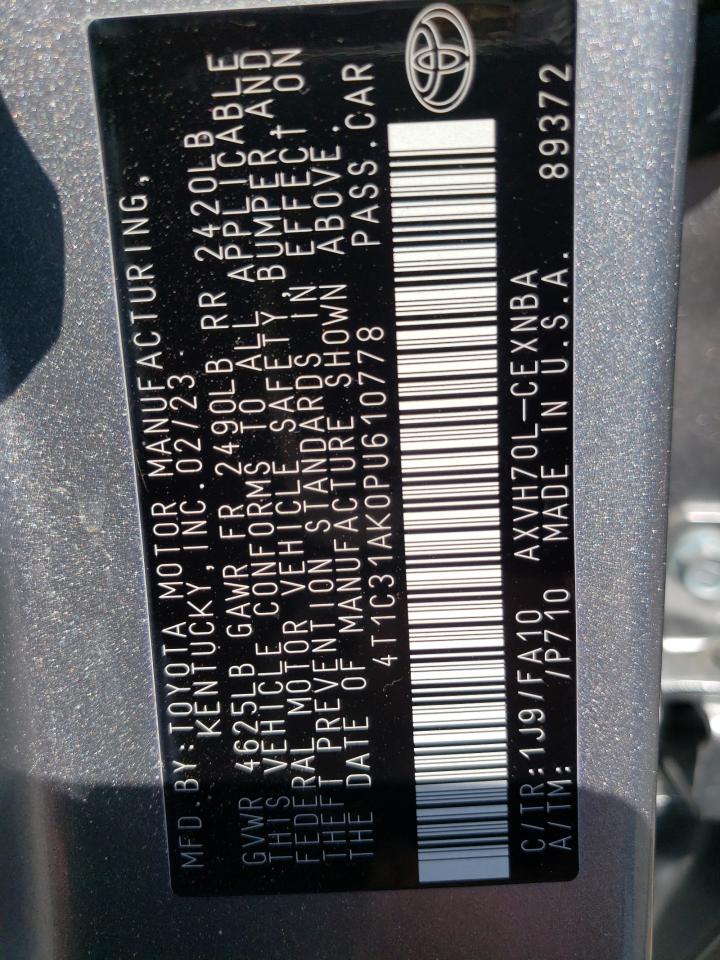 MFD.BY:TOYOTA MOTOR MANUFACTURING,
KENTUCKY,INC.02/23
GVWR 4625LB GAWR FR 2490LB RR 2420LB
THIS VEHICLE CONFORMS TO ALL APPLICABLE
FEDERAL MOTOR VEHICLE SAFETY,BUMPER AND
THEFT PREVENTION STANDARDS IN EFFECT ON
THE DATE OF MANUFACTURE SHOWN ABOVE.
4T1C31AK0PU610778 PASS.CAR
C/TR:1J9/FA10 AXVH70L-CEXNBA
A/TM: /P710 MADE IN U.S.A. 89372